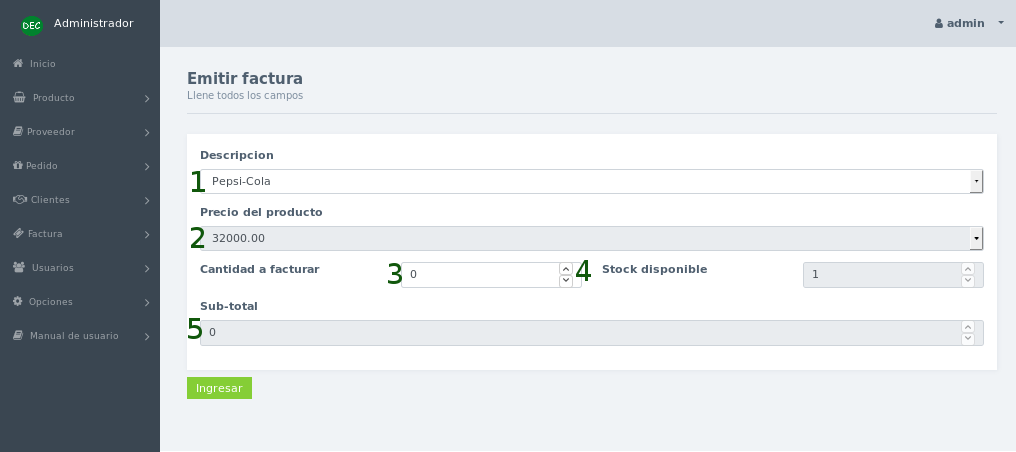 DEC Administrador
admin
Inicio
Producto
Proveedor
Pedido
Clientes
Factura
Usuarios
Opciones
Manual de usuario
Emitir factura
Llene todos los campos
Descripcion
1 Pepsi-Cola
Precio del producto
2 32000.00
Cantidad a facturar 3 0 4 Stock disponible 1
Sub-total
5 0
Ingresar